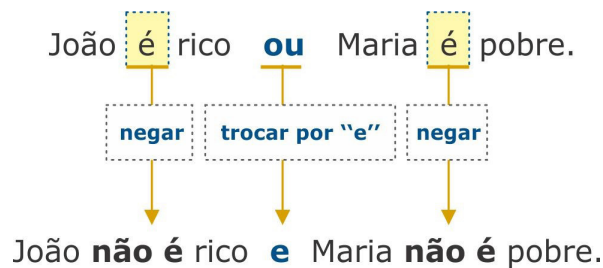 João é rico ou Maria é pobre.
negar trocar por ‘‘e’’ negar
João não é rico e Maria não é pobre.